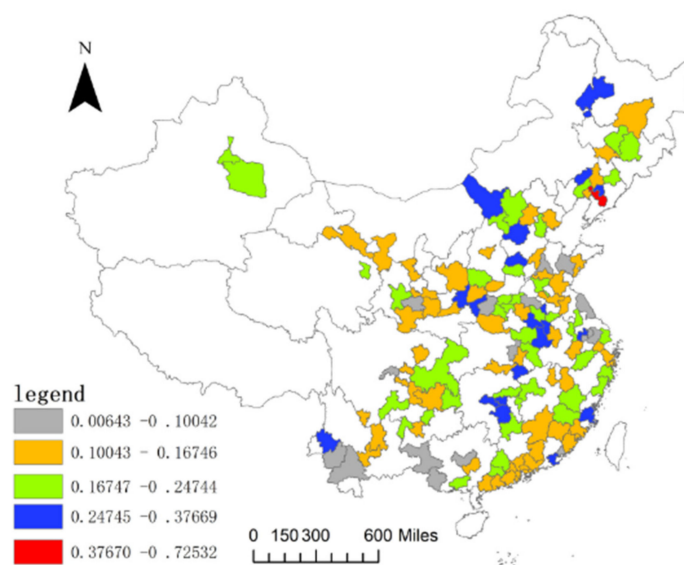 N
legend
0.00643 -0 .10042
0.10043 - 0.16746
0.16747 -0 .24744
0.24745 -0 .37669
0.37670 -0 .72532
0 150 300 600 Miles